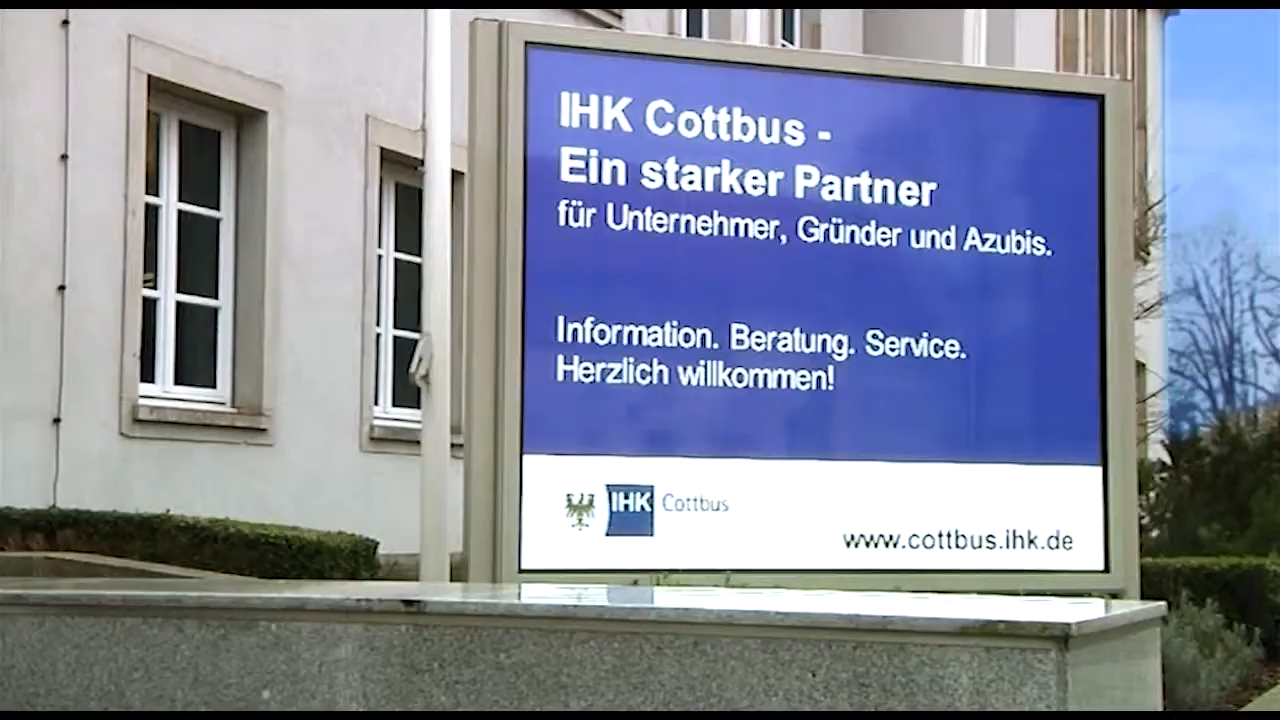 IHK Cottbus -
Ein starker Partner
für Unternehmer, Gründer und Azubis.
Information. Beratung. Service.
Herzlich willkommen!
IHK Cottbus
www.cottbus.ihk.de